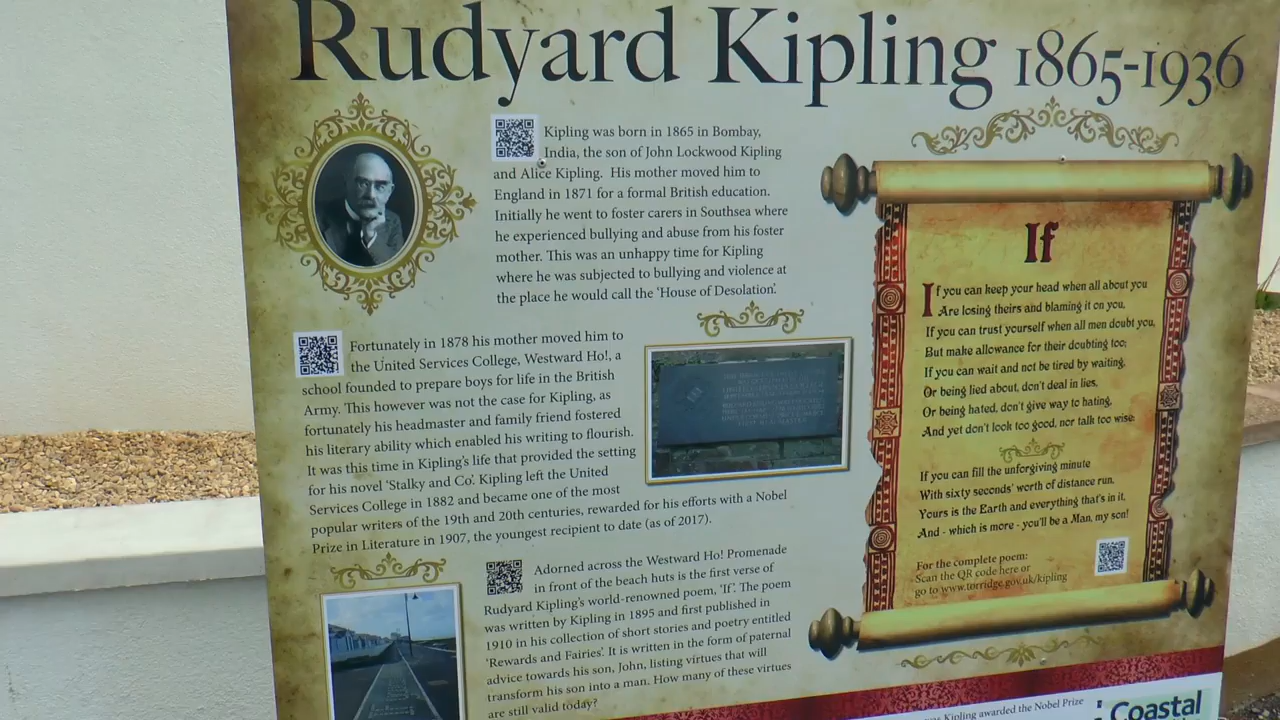 Rudyard Kipling 1865-1936
Kipling was born in 1865 in Bombay,
India, the son of John Lockwood Kipling
and Alice Kipling. His mother moved him to
England in 1871 for a formal British education.
Initially he went to foster carers in Southsea where
he experienced bullying and abuse from his foster
mother. This was an unhappy time for Kipling
where he was subjected to bullying and violence at
the place he would call the 'House of Desolation'.
Fortunately in 1878 his mother moved him to
the United Services College, Westward Ho!, a
school founded to prepare boys for life in the British
Army. This however was not the case for Kipling, as
fortunately his headmaster and family friend fostered
his literary ability which enabled his writing to flourish.
It was this time in Kipling's life that provided the setting
for his novel 'Stalky and Co'. Kipling left the United
Services College in 1882 and became one of the most
popular writers of the 19th and 20th centuries, rewarded for his efforts with a Nobel
Prize in Literature in 1907, the youngest recipient to date (as of 2017).
Adorned across the Westward Ho! Promenade
in front of the beach huts is the first verse of
Rudyard Kipling's world-renowned poem, 'If'. The poem
was written by Kipling in 1895 and first published in
1910 in his collection of short stories and poetry entitled
'Rewards and Fairies'. It is written in the form of paternal
advice towards his son, John, listing virtues that will
transform his son into a man. How many of these virtues
are still valid today?
If
If you can keep your head when all about you
Are losing theirs and blaming it on you,
If you can trust yourself when all men doubt you,
But make allowance for their doubting too;
If you can wait and not be tired by waiting,
Or being lied about, don't deal in lies,
Or being hated, don't give way to hating,
And yet don't look too good, nor talk too wise:
If you can fill the unforgiving minute
With sixty seconds' worth of distance run,
Yours is the Earth and everything that's in it,
And - which is more - you'll be a Man, my son!
For the complete poem:
Scan the QR code here or
go to www.torridge.gov.uk/kipling
Kipling awarded the Nobel Prize
Coastal